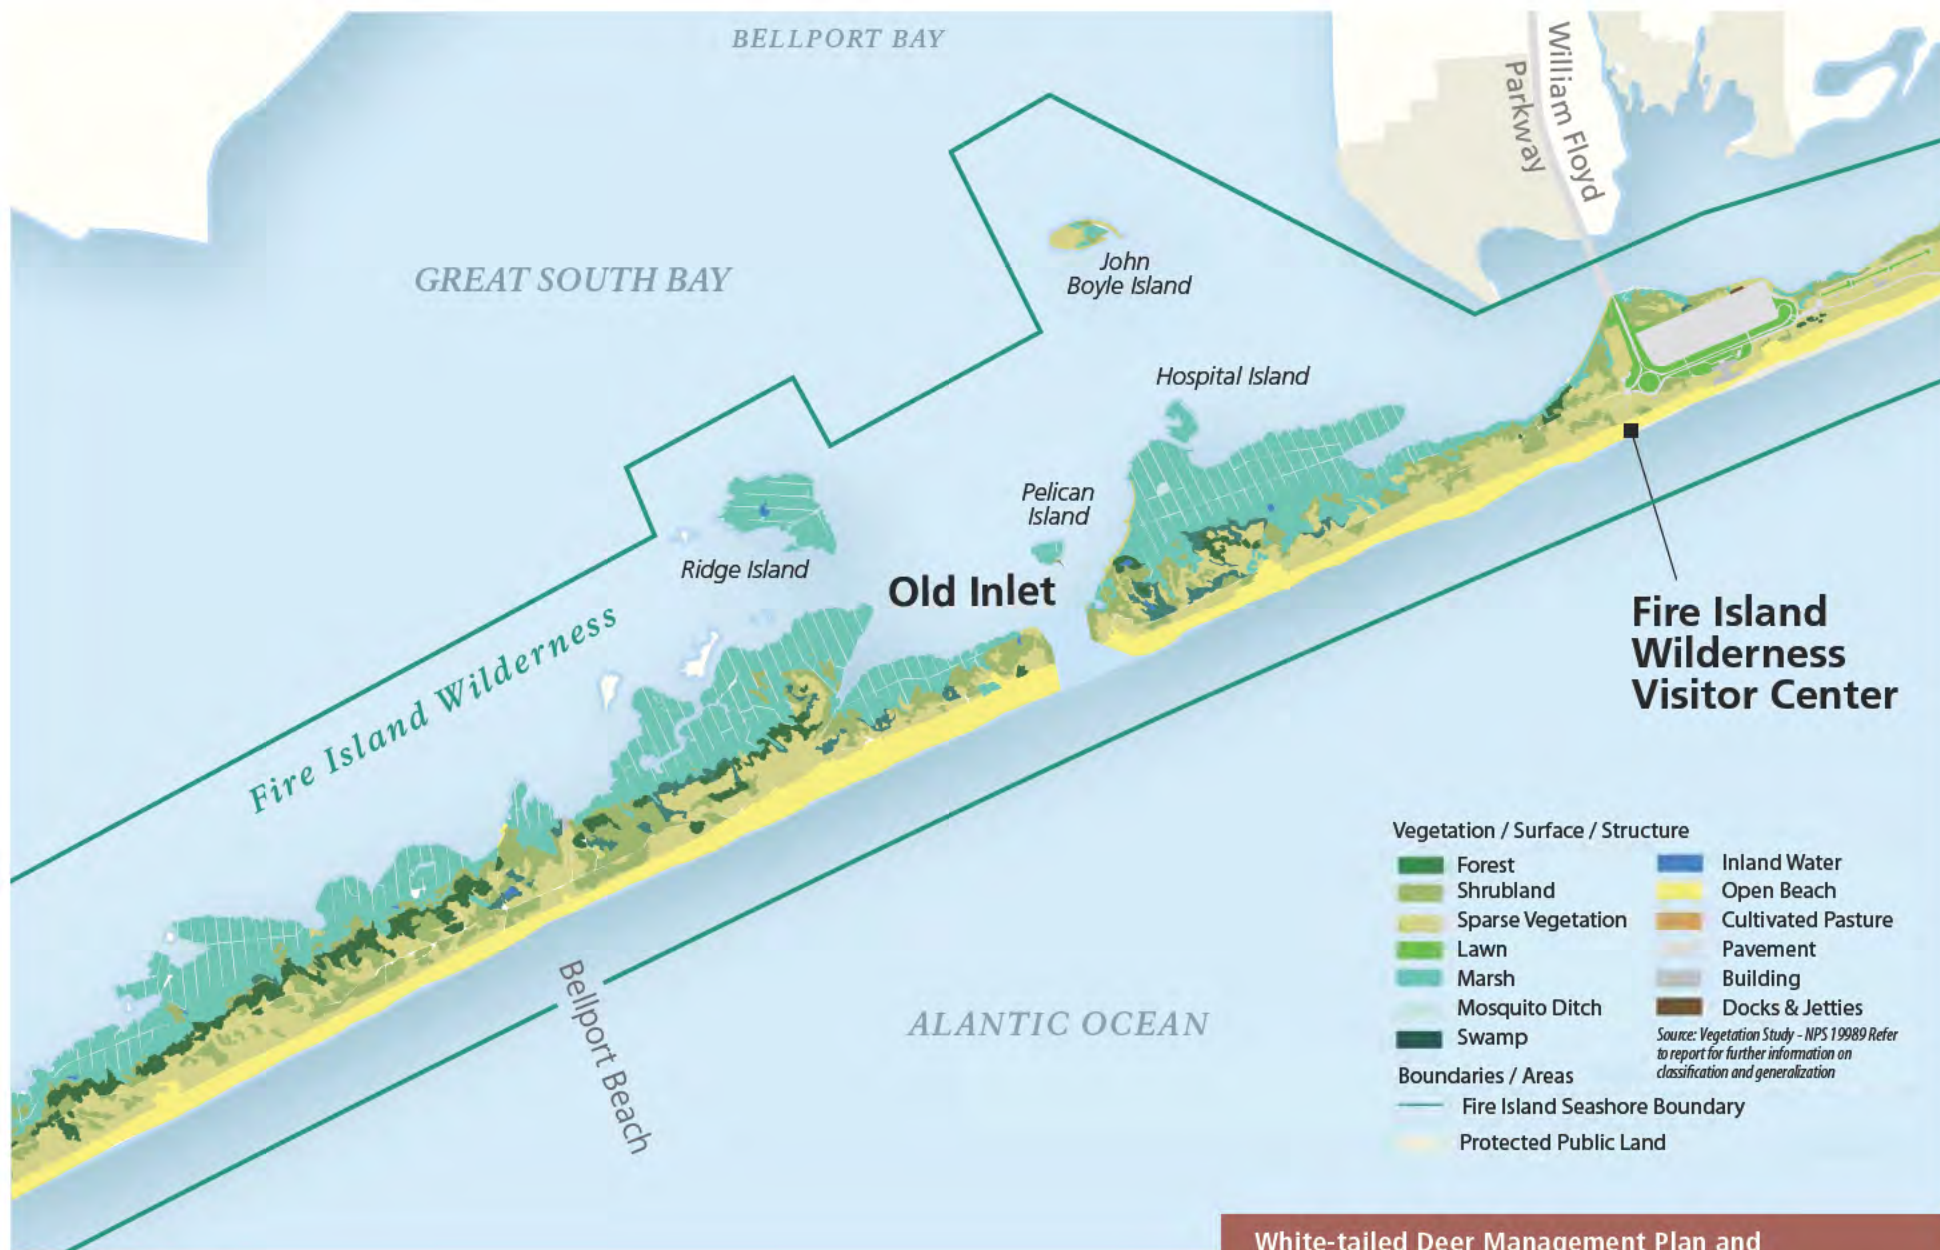 BELLPORT BAY
William Floyd
Parkway
GREAT SOUTH BAY
John
Boyle Island
Hospital Island
Pelican
Island
Ridge Island
Old Inlet
Fire Island Wilderness
Fire Island
Wilderness
Visitor Center
Bellport Beach
ALANTIC OCEAN
Vegetation / Surface / Structure
Forest
Shrubland
Sparse Vegetation
Lawn
Marsh
Mosquito Ditch
Swamp
Inland Water
Open Beach
Cultivated Pasture
Pavement
Building
Docks & Jetties
Source: Vegetation Study - NPS 19989 Refer
to report for further information on
classification and generalization
Boundaries / Areas
Fire Island Seashore Boundary
Protected Public Land
White-tailed Deer Management Plan and